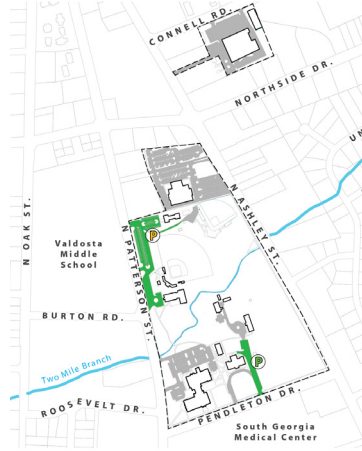 CONNELL RD.
NORTHSIDE DR.
UN
N OAK ST.
N ASHLEY ST.
P
Valdosta
Middle
School
N PATTERSON ST.
BURTON RD.
Two Mile Branch
P
ROOSEVELT DR.
PENDLETON DR.
South Georgia
Medical Center